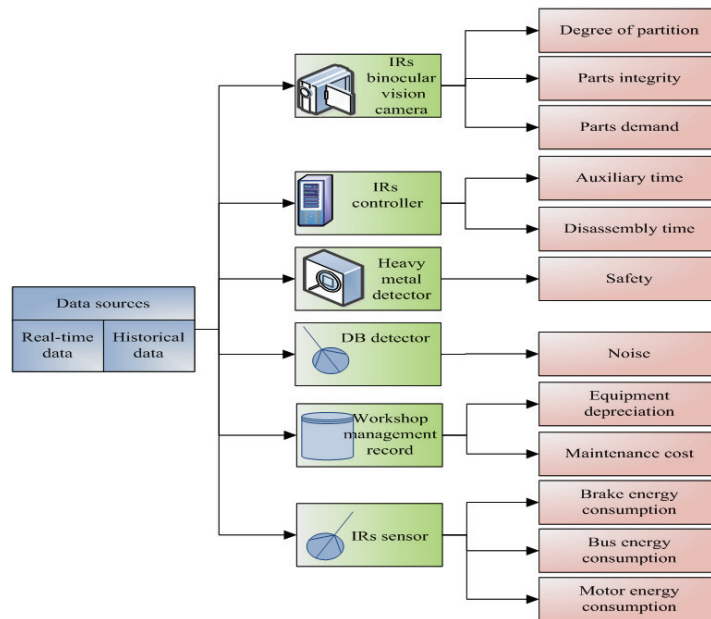 Data sources
Real-time
data
Historical
data
IRs
binocular
vision
camera
IRs
controller
Heavy
metal
detector
DB detector
Workshop
management
record
IRs sensor
Degree of partition
Parts integrity
Parts demand
Auxiliary time
Disassembly time
Safety
Noise
Equipment
depreciation
Maintenance cost
Brake energy
consumption
Bus energy
consumption
Motor energy
consumption